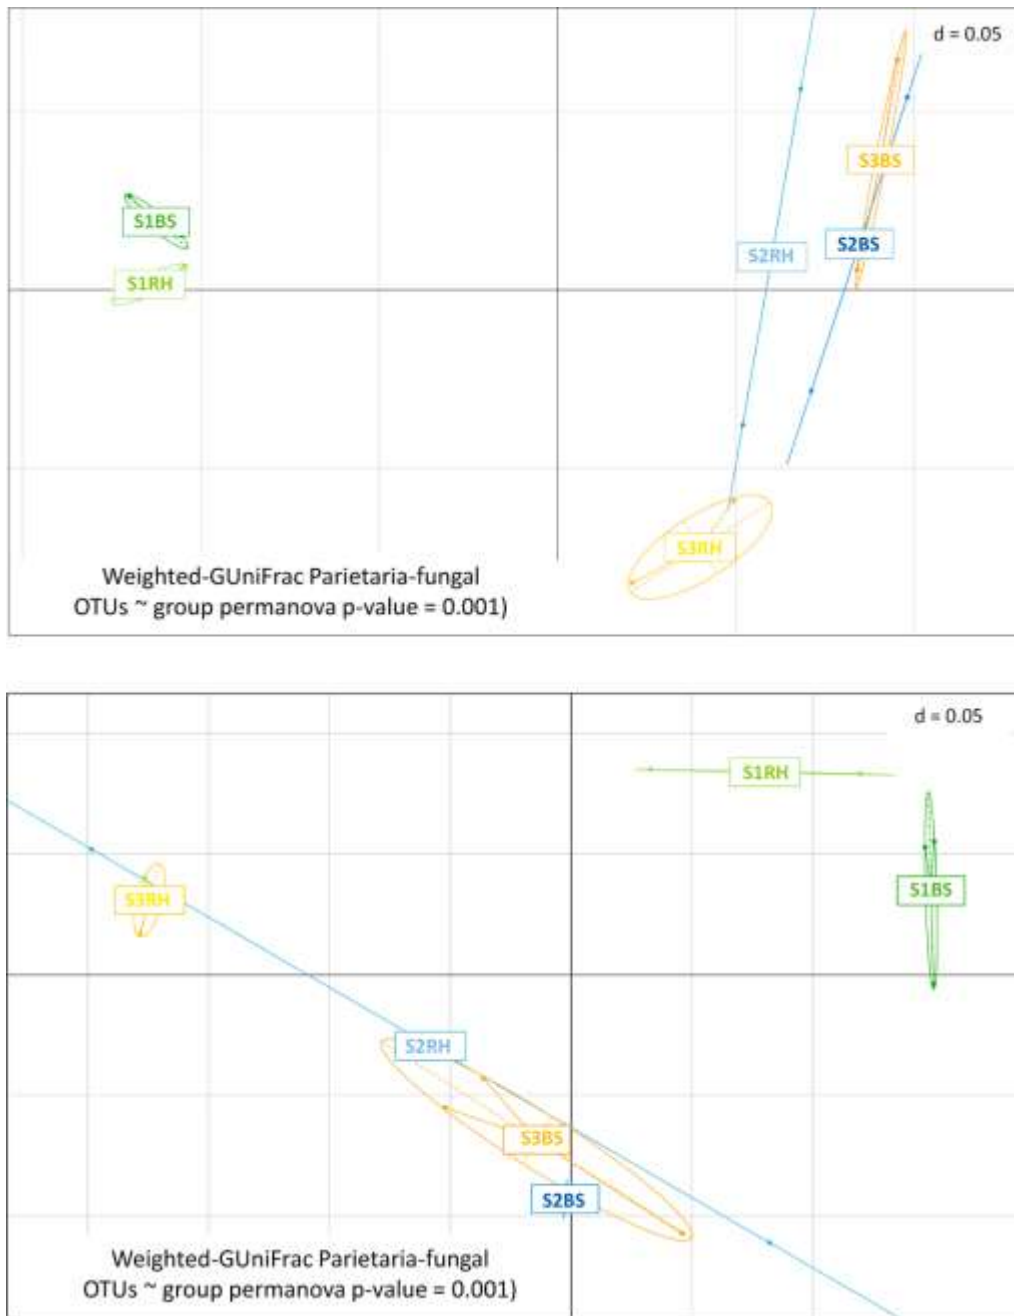 d = 0.05
S3BS
S1BS
S2BS
S2RH
S1RH
S3RH
Weighted-GUniFrac Parietaria-fungal
OTUs ~ group permanova p-value = 0.001)
d = 0.05
S1RH
S1BS
S3RH
S2RH
S3BS
S2BS
Weighted-GUniFrac Parietaria-fungal
OTUs ~ group permanova p-value = 0.001)